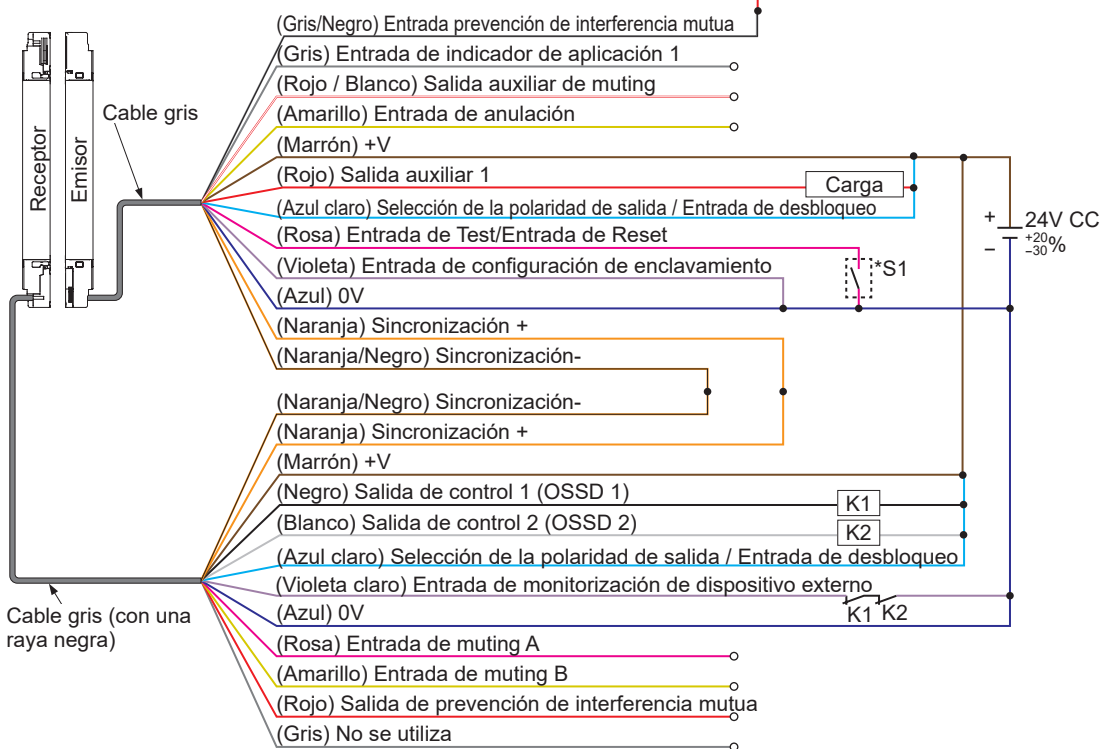 (Gris/Negro) Entrada prevención de interferencia mutua
(Gris) Entrada de indicador de aplicación 1
(Rojo / Blanco) Salida auxiliar de muting
Cable gris
(Amarillo) Entrada de anulación
(Marrón) +V
Receptor
Emisor
(Rojo) Salida auxiliar 1
Carga
(Azul claro) Selección de la polaridad de salida / Entrada de desbloqueo
+ 24V CC
+20
–30 %
–
(Rosa) Entrada de Test/Entrada de Reset
(Violeta) Entrada de configuración de enclavamiento
*S1
(Azul) 0V
(Naranja) Sincronización +
(Naranja/Negro) Sincronización-
(Naranja/Negro) Sincronización-
(Naranja) Sincronización +
(Marrón) +V
(Negro) Salida de control 1 (OSSD 1)
K1
(Blanco) Salida de control 2 (OSSD 2)
K2
(Azul claro) Selección de la polaridad de salida / Entrada de desbloqueo
(Violeta claro) Entrada de monitorización de dispositivo externo
K1 K2
Cable gris (con una
raya negra)
(Azul) 0V
(Rosa) Entrada de muting A
(Amarillo) Entrada de muting B
(Rojo) Salida de prevención de interferencia mutua
(Gris) No se utiliza